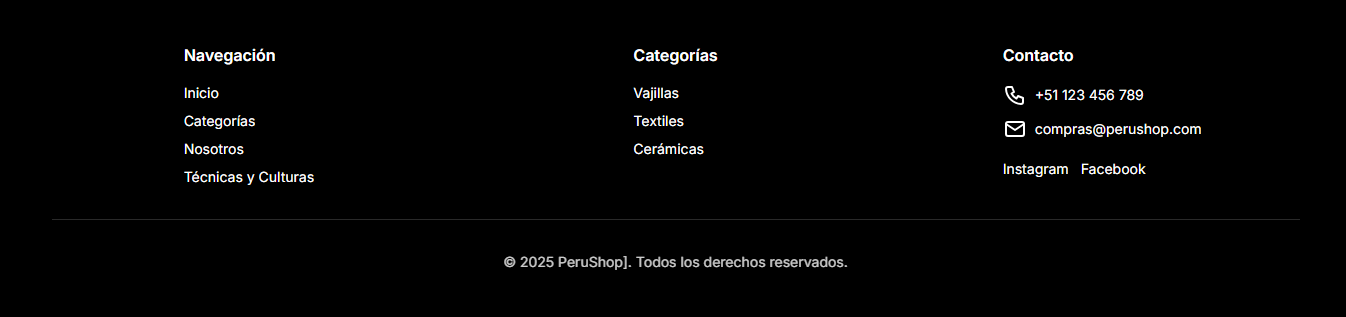 Navegación
Inicio
Categorías
Nosotros
Técnicas y Culturas
Categorías
Vajillas
Textiles
Cerámicas
Contacto
+51 123 456 789
compras@perushop.com
Instagram Facebook
© 2025 PeruShop]. Todos los derechos reservados.